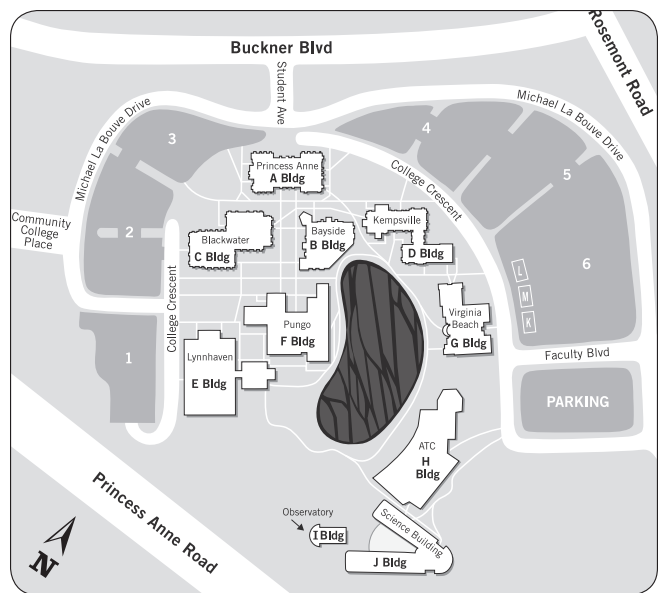 Buckner Blvd
Rosemont Road
Student Ave
Michael La Bouve Drive
Michael La Bouve Drive
3
4
5
Princess Anne
A Bldg
College Crescent
Community
College
Place
2
Blackwater
C Bldg
Bayside
B Bldg
Kempsville
D Bldg
6
L
M
K
College Crescent
Pungo
F Bldg
Virginia
Beach
G Bldg
1
Lynnhaven
E Bldg
Faculty Blvd
PARKING
ATC
H
Bldg
Princess Anne Road
Observatory
I Bldg
Science Building
J Bldg
N